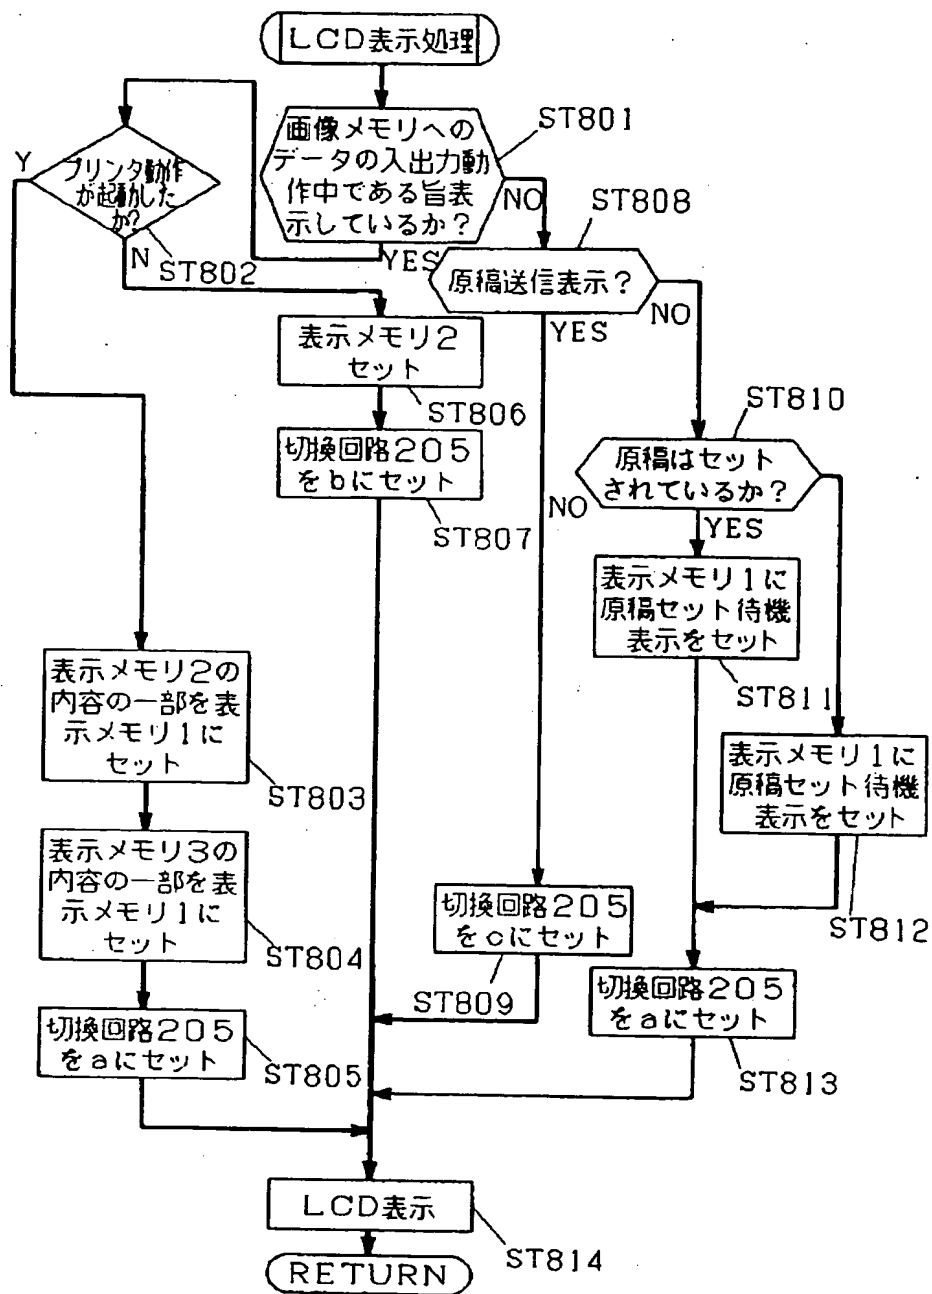 LCD表示処理
画像メモリへの
データの入出力動
作中である旨表
示しているか？
ST801
YES
NO
プリンタ動作
が起動した
か？
Y
N
ST802
ST808
原稿送信表示？
YES
NO
表示メモリ2
セット
ST806
切換回路205
をbにセット
ST807
ST810
原稿はセット
されているか？
NO
YES
表示メモリ1に
原稿セット待機
表示をセット
ST811
表示メモリ1に
原稿セット待機
表示をセット
ST812
表示メモリ2の
内容の一部を表
示メモリ1に
セット
ST803
表示メモリ3の
内容の一部を表
示メモリ1に
セット
ST804
切換回路205
をaにセット
ST805
切換回路205
をcにセット
ST809
切換回路205
をaにセット
ST813
LCD表示
ST814
RETURN